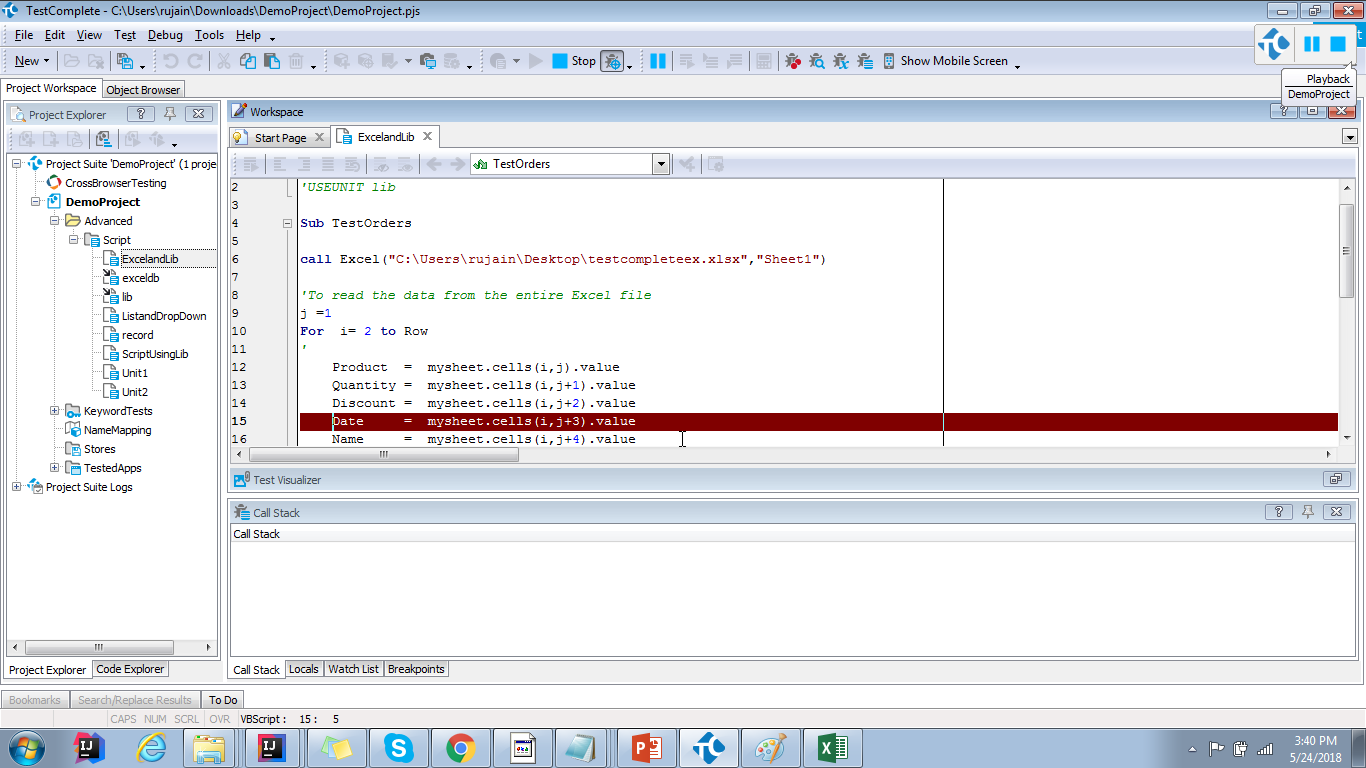 TestComplete - C:\Users\rujain\Downloads\DemoProject\DemoProject.pjs
File Edit View Test Debug Tools Help
New Stop Show Mobile Screen
Playback
DemoProject
Project Workspace Object Browser
Project Explorer
Project Suite 'DemoProject' (1 proje
CrossBrowserTesting
DemoProject
Advanced
Script
ExcelandLib
exceldb
lib
ListandDropDown
record
ScriptUsingLib
Unit1
Unit2
KeywordTests
NameMapping
Stores
TestedApps
Project Suite Logs
Project Explorer Code Explorer
Workspace
Start Page ExcelandLib
TestOrders
2 'USEUNIT lib
3
4 Sub TestOrders
5
6 call Excel("C:\Users\rujain\Desktop\testcompleteex.xlsx","Sheet1")
7
8 'To read the data from the entire Excel file
9 j =1
10 For  i= 2 to Row
11 '
12 Product  =  mysheet.cells(i,j).value
13 Quantity =  mysheet.cells(i,j+1).value
14 Discount =  mysheet.cells(i,j+2).value
15 Date     =  mysheet.cells(i,j+3).value
16 Name     =  mysheet.cells(i,j+4).value
Test Visualizer
Call Stack
Call Stack
Call Stack Locals Watch List Breakpoints
Bookmarks Search/Replace Results To Do
CAPS NUM SCRL OVR VBScript : 15 : 5
3:40 PM
5/24/2018